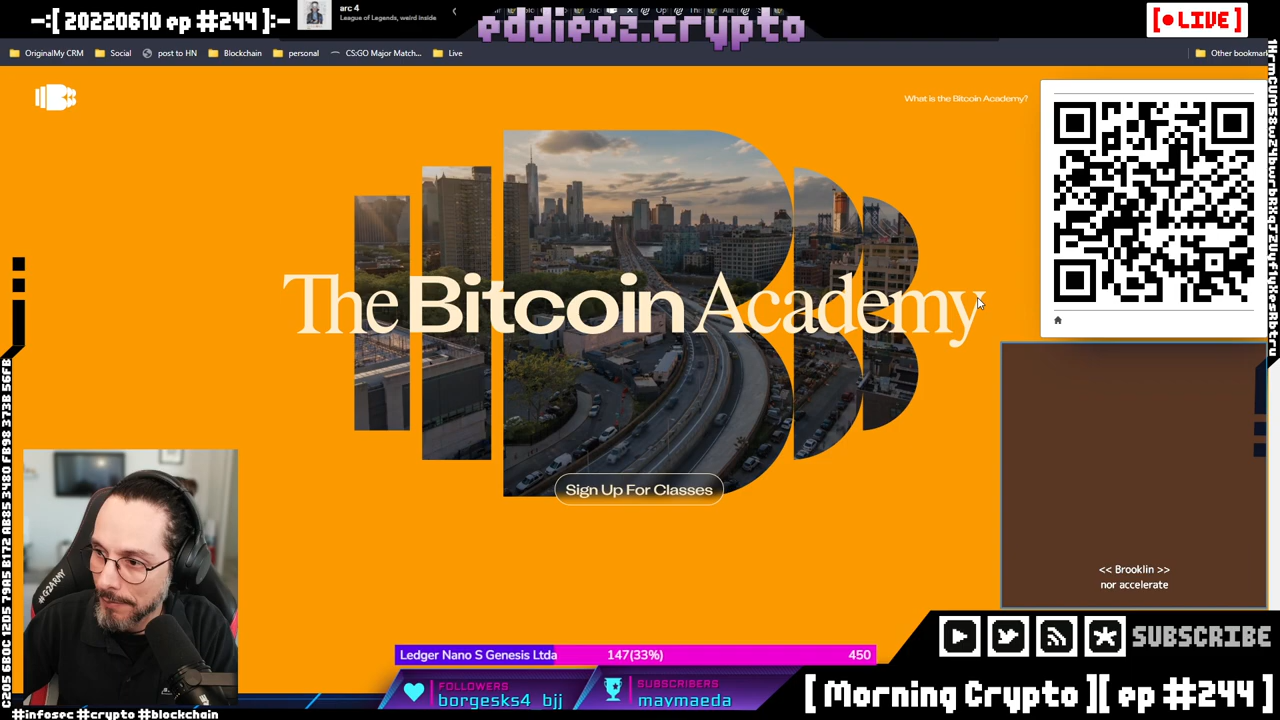 -:[ 20220610 ep #244 ]:-
arc 4
League of Legends, weird inside
eddieoz.crypto
[ • LIVE ]
OriginalMy CRM
Social
post to HN
Blockchain
personal
CS:GO Major Match...
Live
Other bookmar
What is the Bitcoin Academy?
The Bitcoin Academy
Sign Up For Classes
#G2ARMY
<< Brooklin >>
nor accelerate
SUBSCRIBE
Ledger Nano S Genesis Ltda
147(33%)
450
FOLLOWERS
borgesks4_bjj
SUBSCRIBERS
maymaeda
[ Morning Crypto ][ ep #244 ]
#infosec #crypto #blockchain